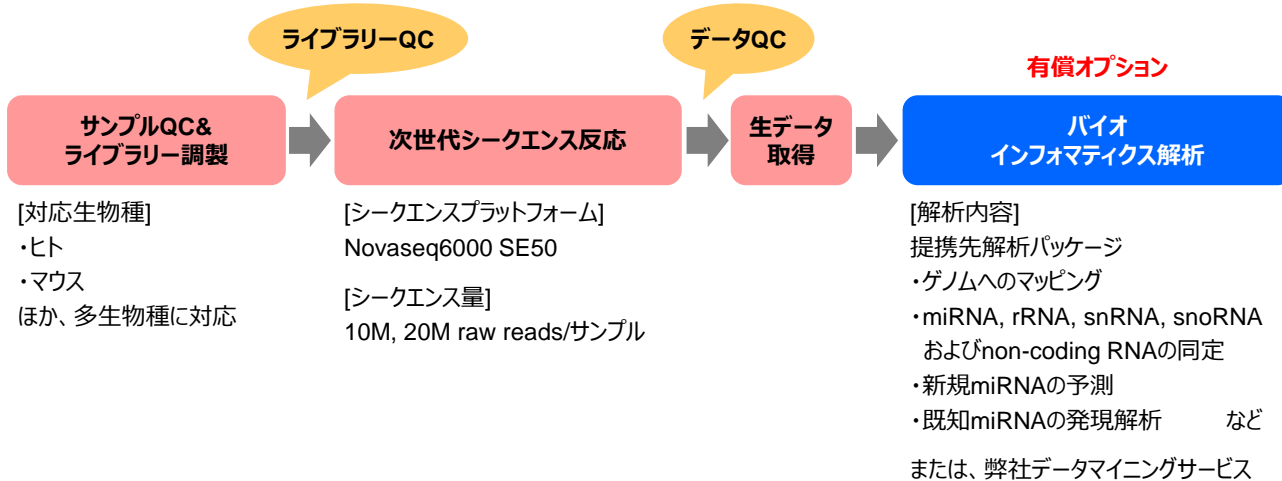 ライブラリーQC
データQC
有償オプション
サンプルQC&
ライブラリー調製
次世代シークエンス反応
生データ
取得
バイオ
インフォマティクス解析
[対応生物種]
・ヒト
・マウス
ほか、多生物種に対応
[シークエンスプラットフォーム]
Novaseq6000 SE50
[シークエンス量]
10M, 20M raw reads/サンプル
[解析内容]
提携先解析パッケージ
・ゲノムへのマッピング
・miRNA, rRNA, snRNA, snoRNA
およびnon-coding RNAの同定
・新規miRNAの予測
・既知miRNAの発現解析 など
または、弊社データマイニングサービス